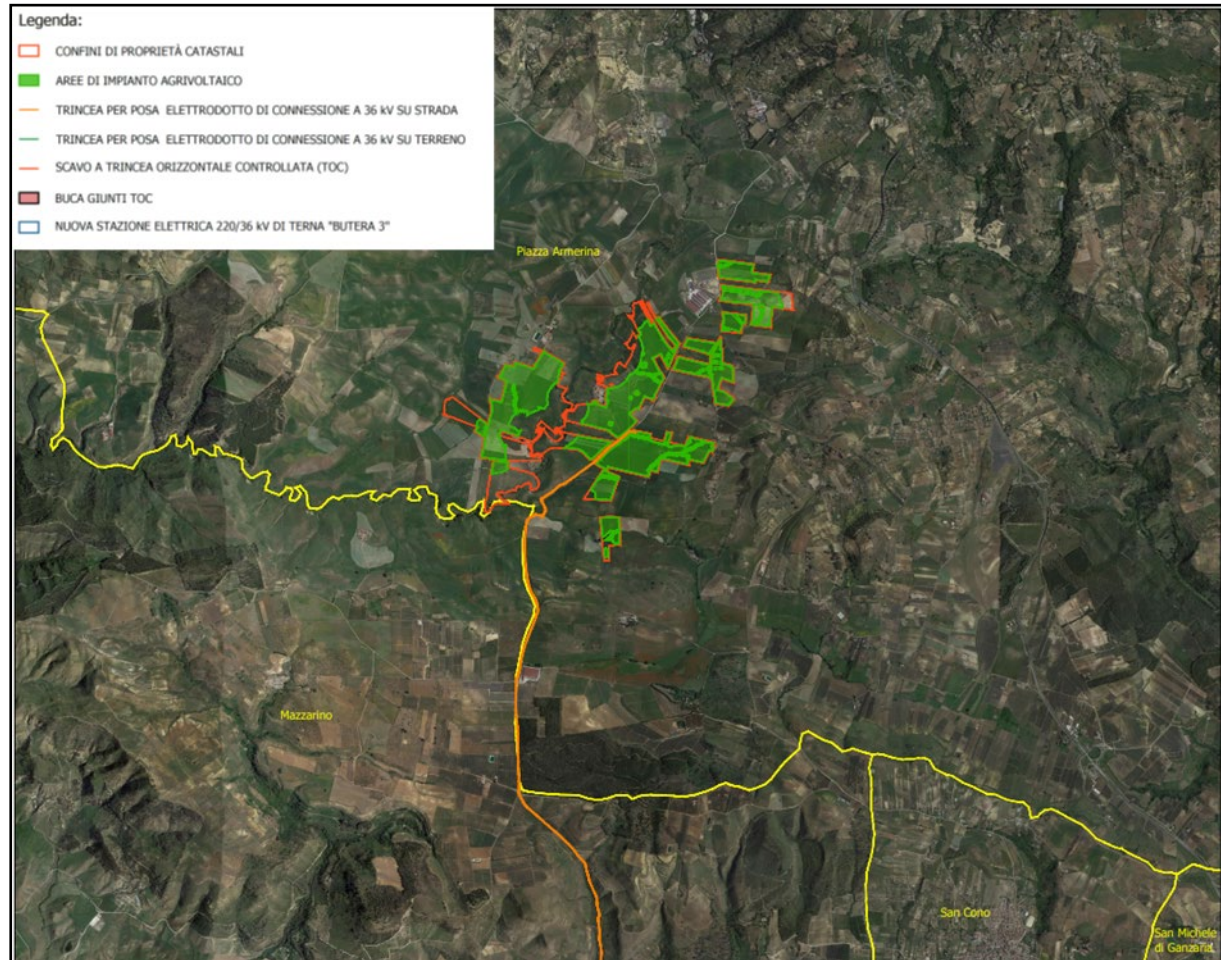 Legenda:
CONFINI DI PROPRIETÀ CATASTALI
AREE DI IMPIANTO AGRIVOLTAICO
TRINCEA PER POSA ELETTRODOTTO DI CONNESSIONE A 36 kV SU STRADA
TRINCEA PER POSA ELETTRODOTTO DI CONNESSIONE A 36 kV SU TERRENO
SCAVO A TRINCEA ORIZZONTALE CONTROLLATA (TOC)
BUCA GIUNTI TOC
NUOVA STAZIONE ELETTRICA 220/36 kV DI TERNA "BUTERA 3"
Piazza Armerina
Mazzarino
San Cono
San Michele
di Ganzaria